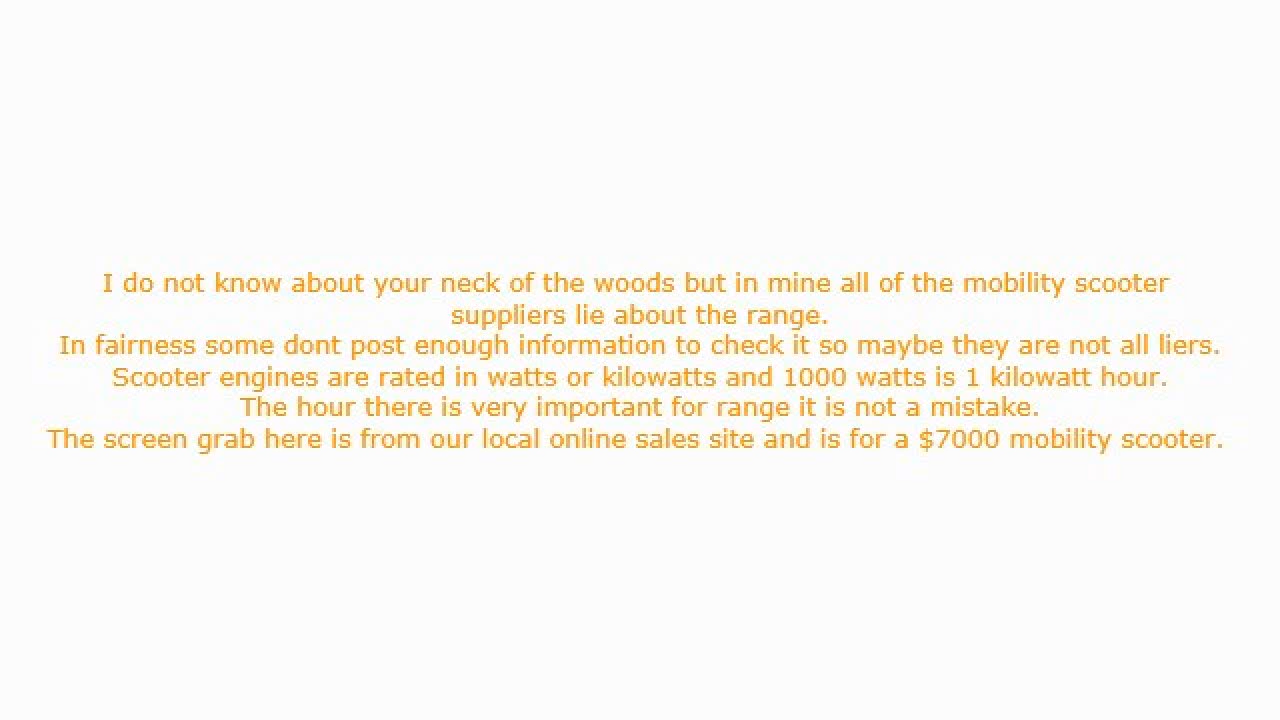 I do not know about your neck of the woods but in mine all of the mobility scooter
suppliers lie about the range.
In fairness some dont post enough information to check it so maybe they are not all liers.
Scooter engines are rated in watts or kilowatts and 1000 watts is 1 kilowatt hour.
The hour there is very important for range it is not a mistake.
The screen grab here is from our local online sales site and is for a $7000 mobility scooter.